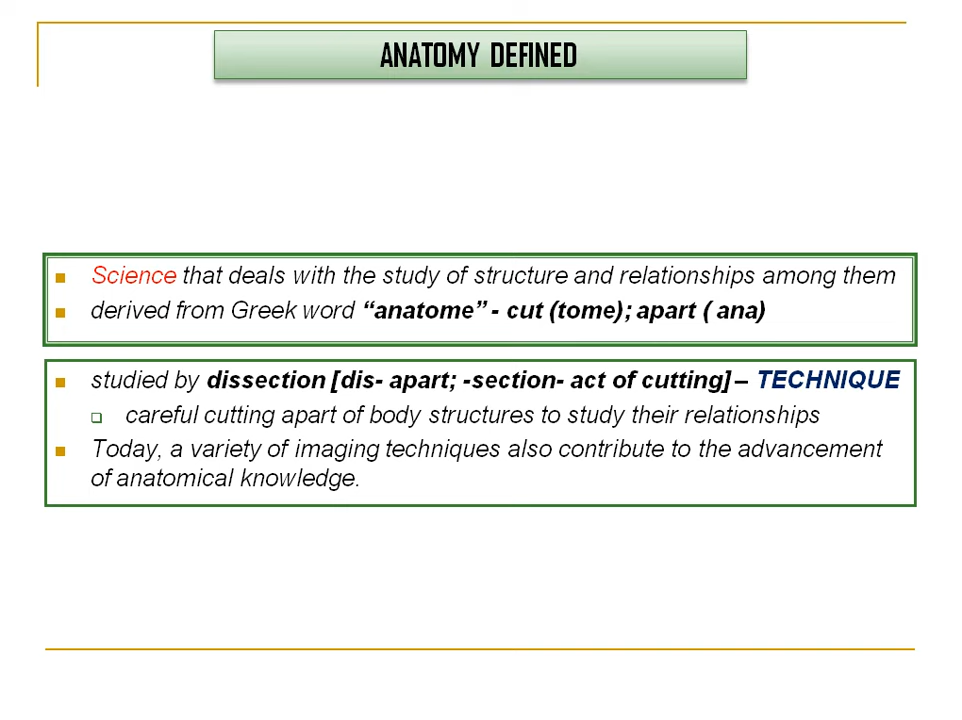 ANATOMY DEFINED
Science that deals with the study of structure and relationships among them
derived from Greek word “anatome” - cut (tome); apart ( ana)
studied by dissection [dis- apart; -section- act of cutting] – TECHNIQUE
careful cutting apart of body structures to study their relationships
Today, a variety of imaging techniques also contribute to the advancement
of anatomical knowledge.